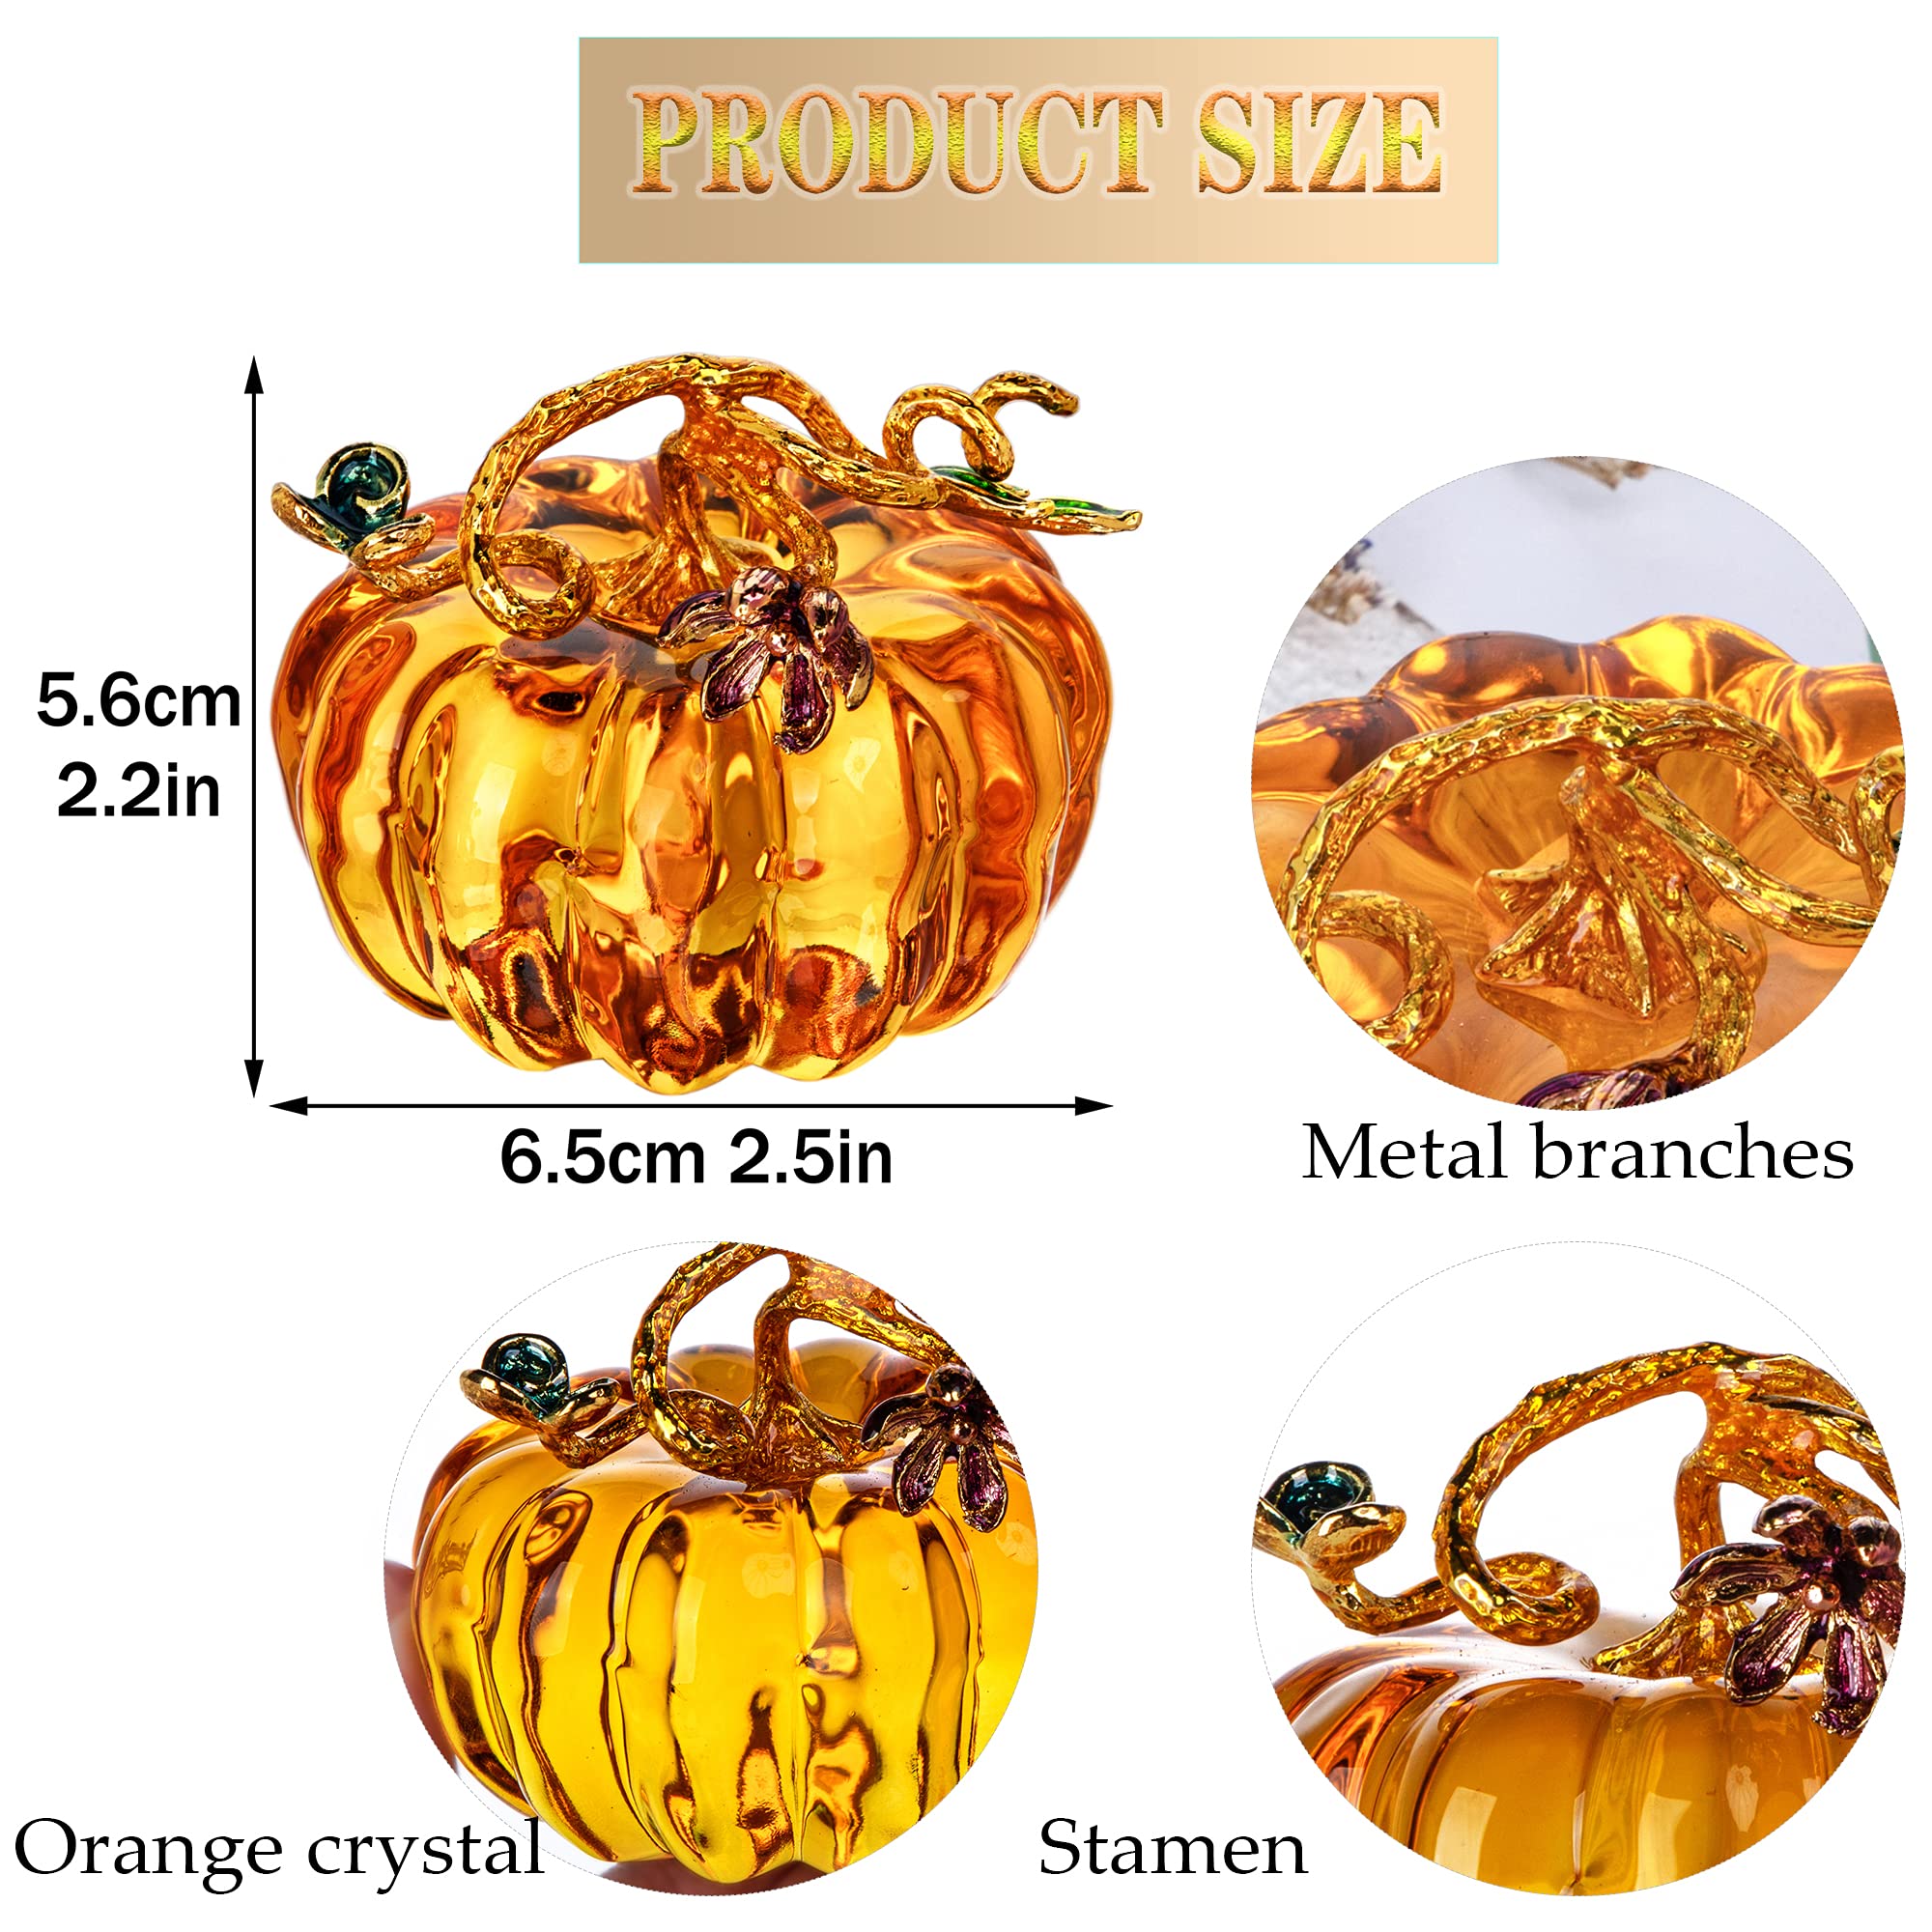 PRODUCT SIZE
5.6cm
2.2in
6.5cm 2.5in
Metal branches
Orange crystal
Stamen